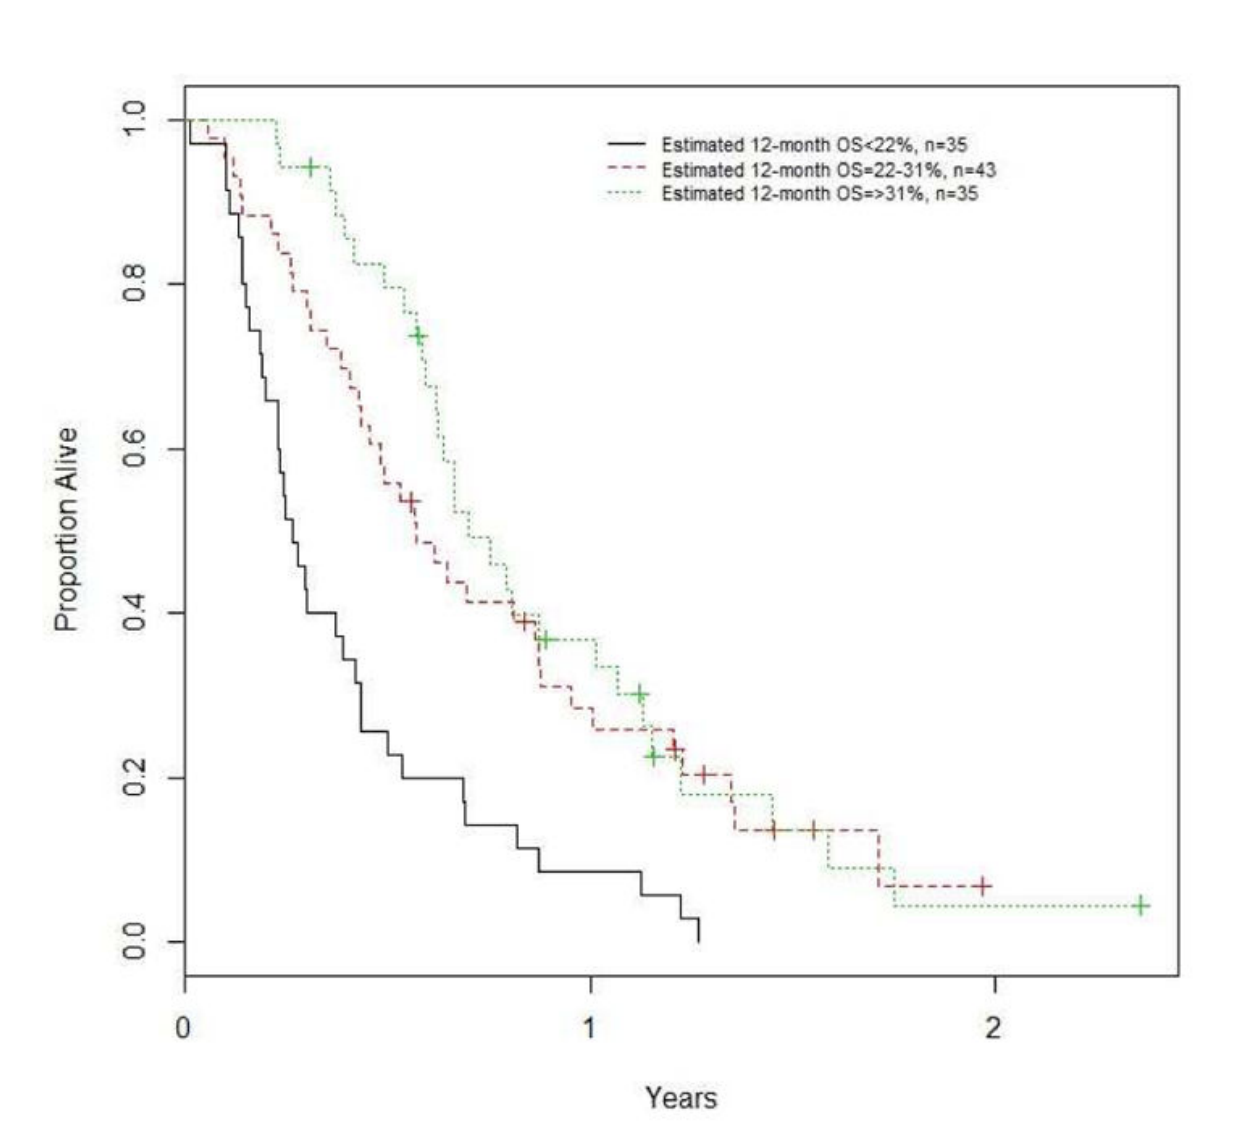 Estimated 12-month OS<22%, n=35
Estimated 12-month OS=22-31%, n=43
Estimated 12-month OS=>31%, n=35
1.0
0.8
0.6
0.4
0.2
0.0
Proportion Alive
0 1 2
Years